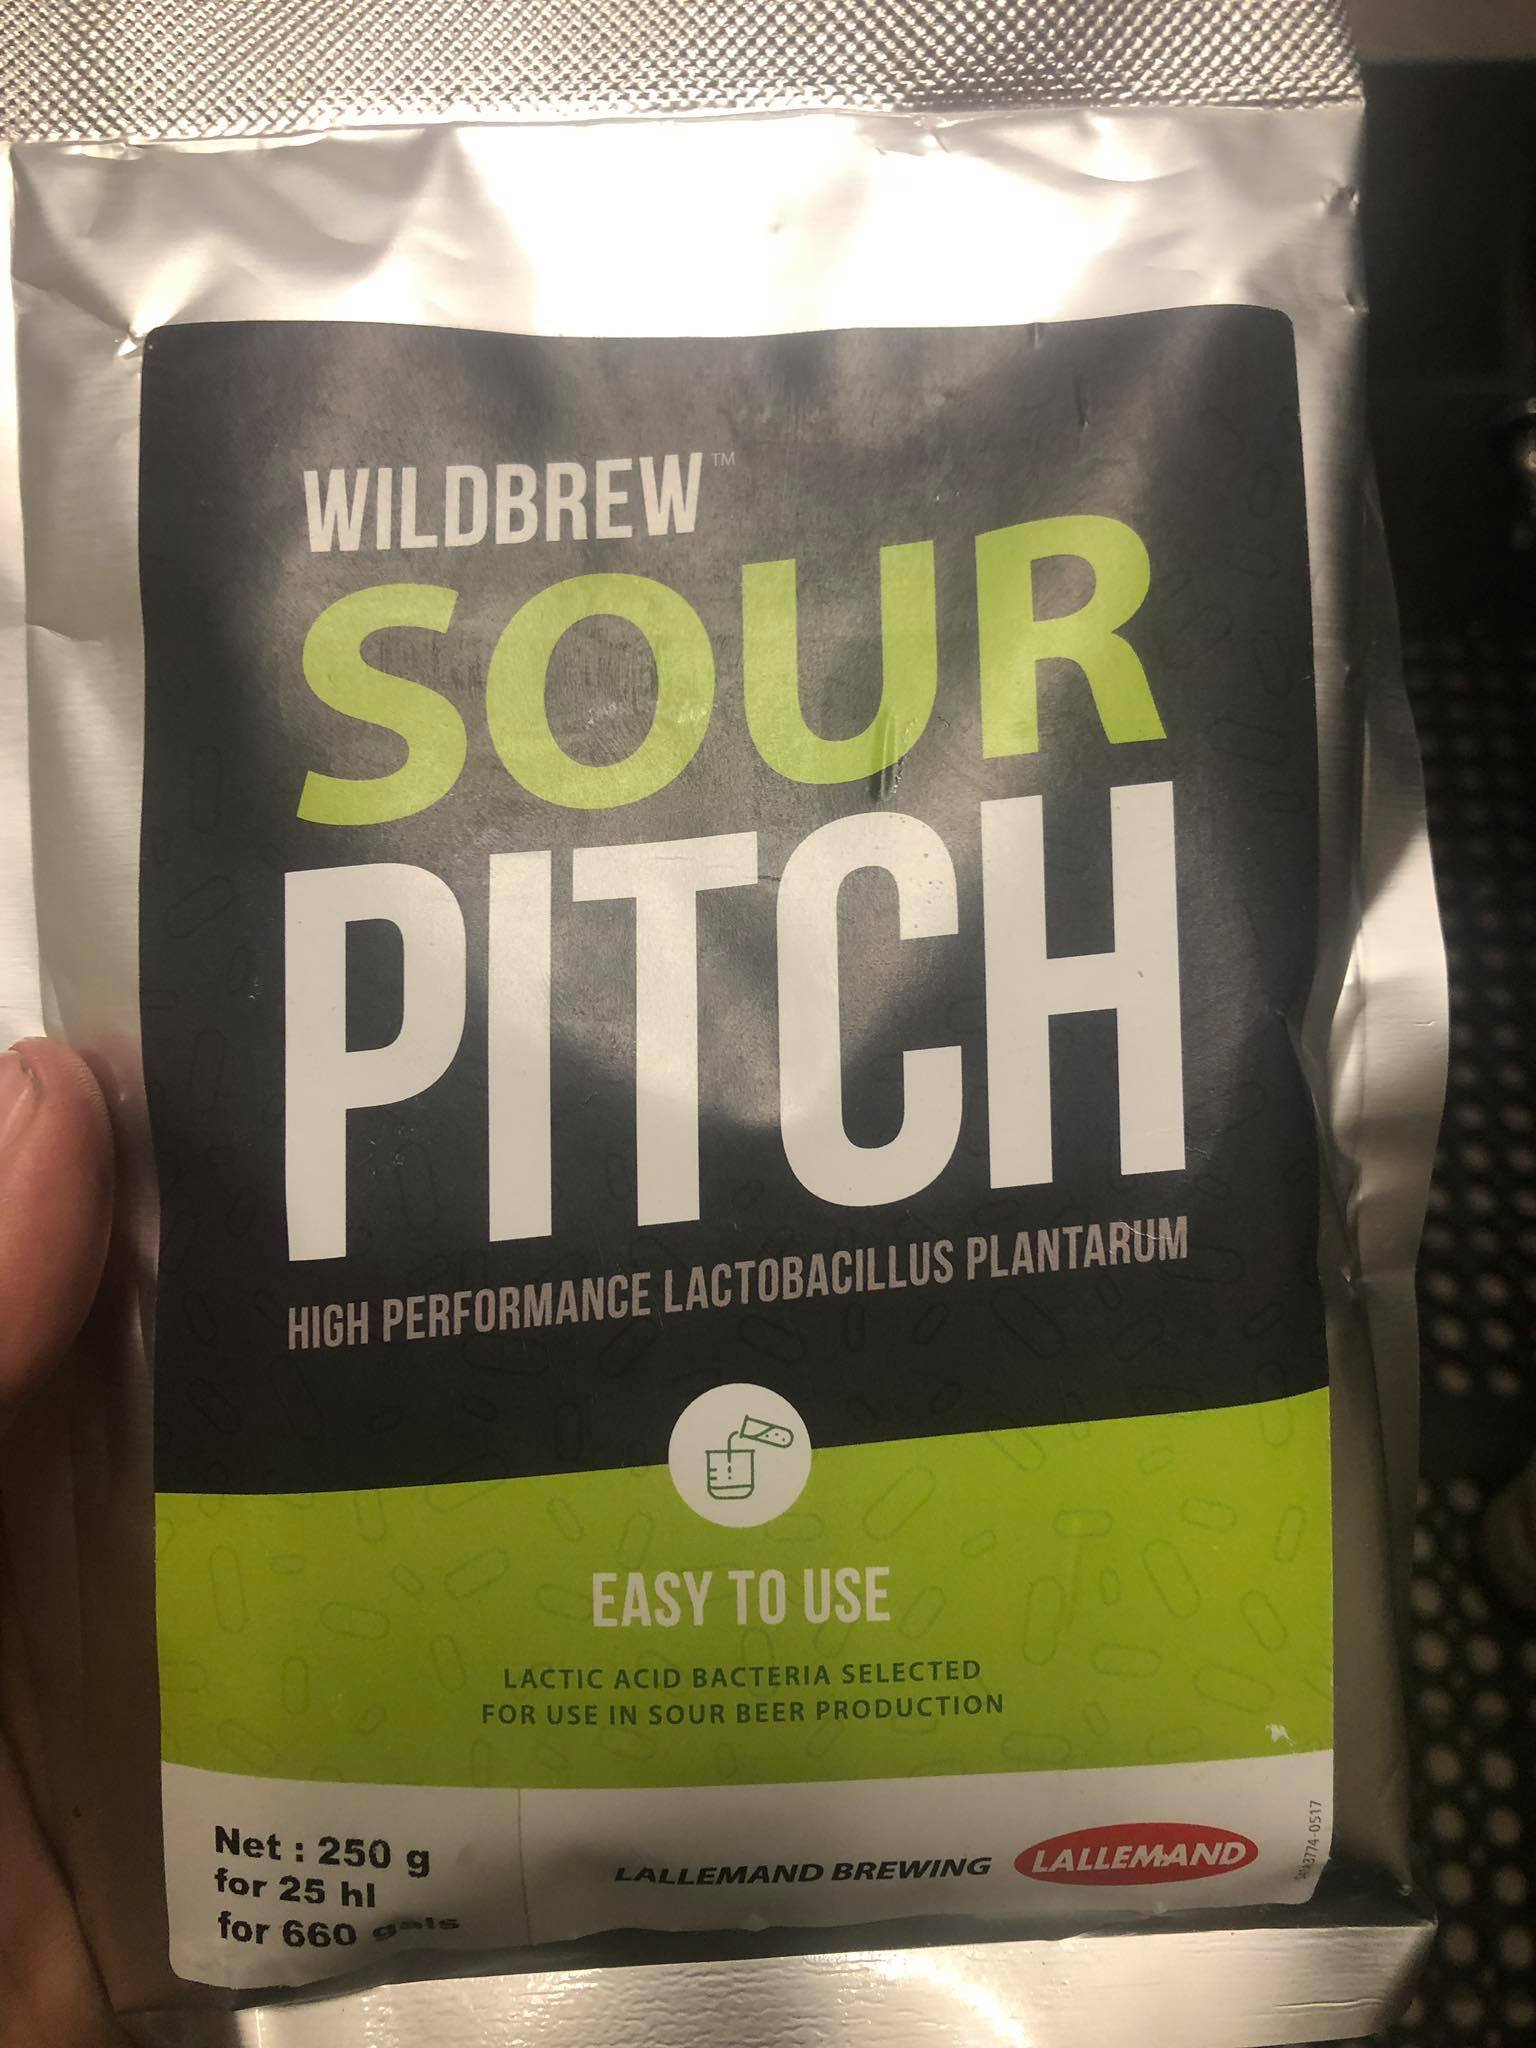 WILDBREW™
SOUR
PITCH
HIGH PERFORMANCE LACTOBACILLUS PLANTARUM
EASY TO USE
LACTIC ACID BACTERIA SELECTED
FOR USE IN SOUR BEER PRODUCTION
Net : 250 g
for 25 hl
for 660 gals
LALLEMAND BREWING
LALLEMAND